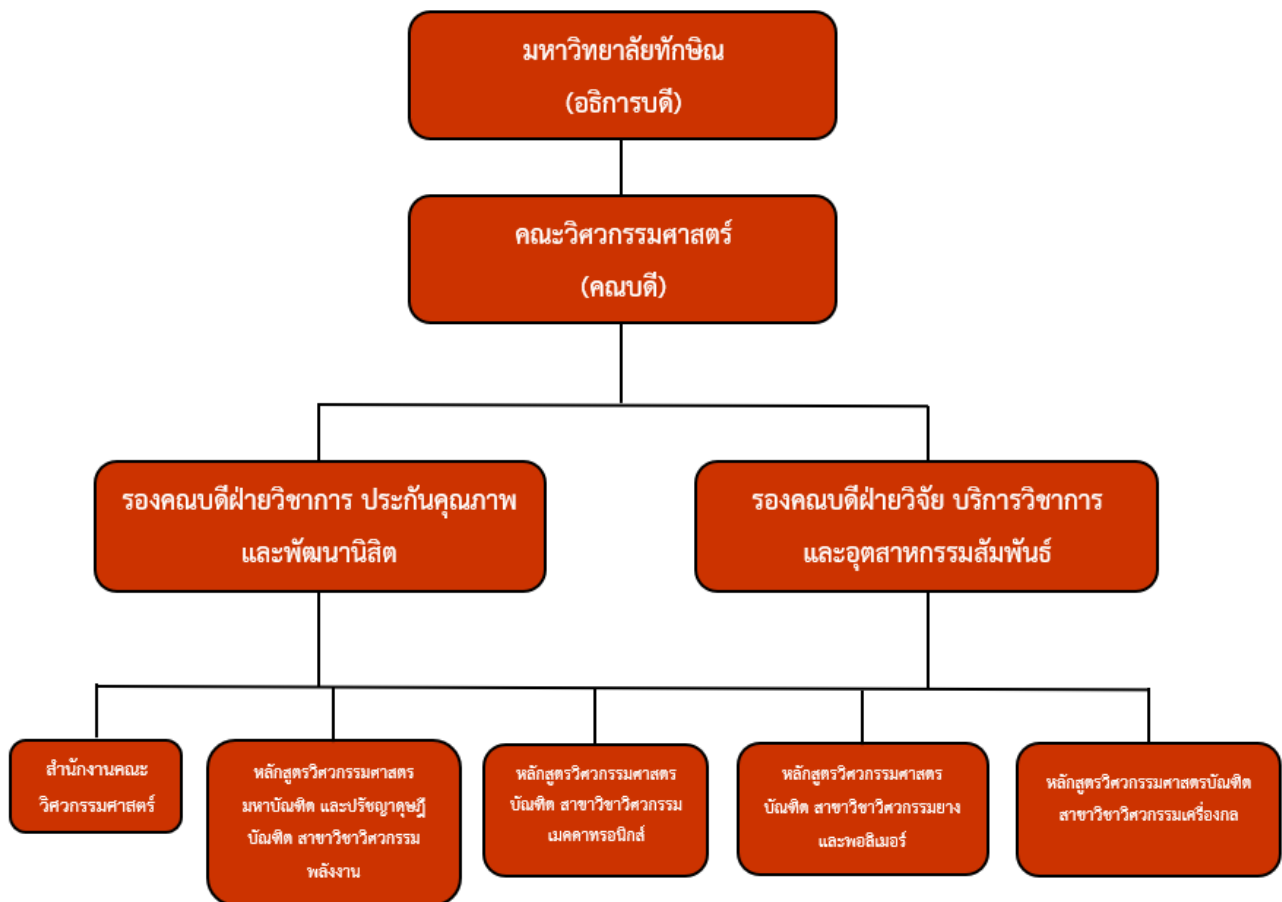 มหาวิทยาลัยทักษิณ
(อธิการบดี)
คณะวิศวกรรมศาสตร์
(คณบดี)
รองคณบดีฝ่ายวิชาการ ประกันคุณภาพ
และพัฒนานิสิต
รองคณบดีฝ่ายวิจัย บริการวิชาการ
และอุตสาหกรรมสัมพันธ์
สำนักงานคณะ
วิศวกรรมศาสตร์
หลักสูตรวิศวกรรมศาสตร
มหาบัณฑิต และปรัชญาดุษฎี
บัณฑิต สาขาวิชาวิศวกรรม
พลังงาน
หลักสูตรวิศวกรรมศาสตร
บัณฑิต สาขาวิชาวิศวกรรม
เมคคาทรอนิกส์
หลักสูตรวิศวกรรมศาสตร
บัณฑิต สาขาวิชาวิศวกรรมยาง
และพอลิเมอร์
หลักสูตรวิศวกรรมศาสตรบัณฑิต
สาขาวิชาวิศวกรรมเครื่องกล